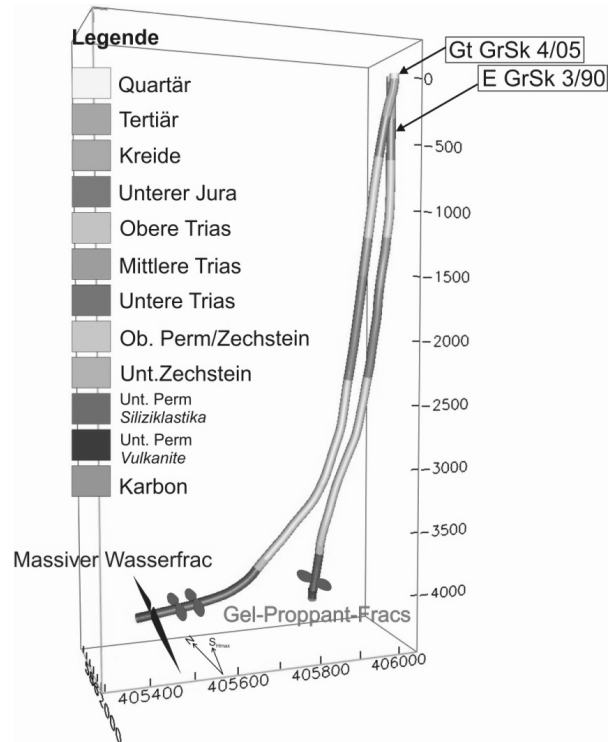 Legende
Quartär
Tertiär
Kreide
Unterer Jura
Obere Trias
Mittlere Trias
Untere Trias
Ob. Perm/Zechstein
Unt.Zechstein
Unt. Perm
Siliziklastika
Unt. Perm
Vulkanite
Karbon
Gt GrSk 4/05
E GrSk 3/90
0
-500
-1000
-1500
-2000
-2500
-3000
-3500
-4000
Massiver Wasserfrac
Gel-Proppant-Fracs
N
SHmax
405400
405600
405800
406000